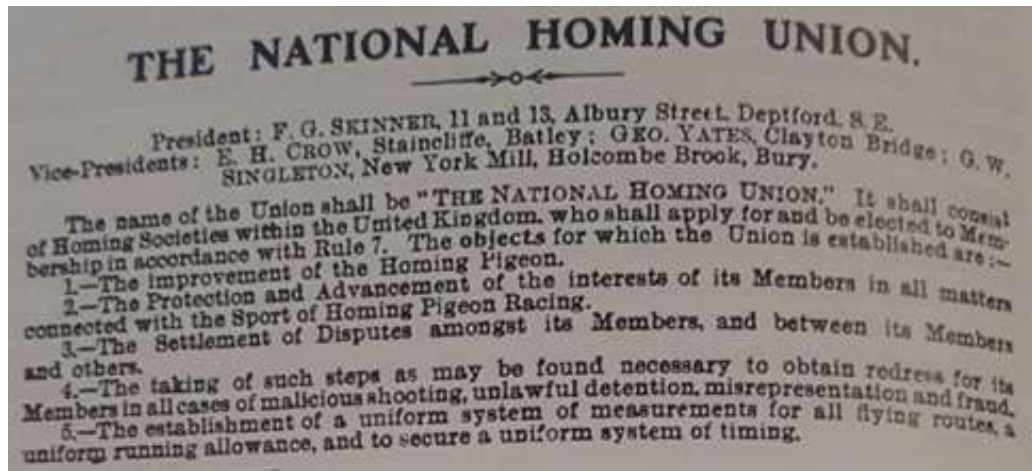 THE NATIONAL HOMING UNION.
President: F. G. SKINNER, 11 and 13, Albury Street, Deptford, S.E.
Vice-Presidents: E. H. CROW, Staincliffe, Batley; GEO. YATES, Clayton Bridge; G. W.
SINGLETON, New York Mill, Holcombe Brook, Bury.
The name of the Union shall be "THE NATIONAL HOMING UNION." It shall consist
of Homing Societies within the United Kingdom, who shall apply for and be elected to Mem-
bership in accordance with Rule 7. The objects for which the Union is established are:—
1.—The improvement of the Homing Pigeon.
2.—The Protection and Advancement of the interests of its Members in all matters
connected with the Sport of Homing Pigeon Racing.
3.—The Settlement of Disputes amongst its Members, and between its Members
and others.
4.—The taking of such steps as may be found necessary to obtain redress for its
Members in all cases of malicious shooting, unlawful detention, misrepresentation and fraud.
5.—The establishment of a uniform system of measurements for all flying routes, a
uniform running allowance, and to secure a uniform system of timing.